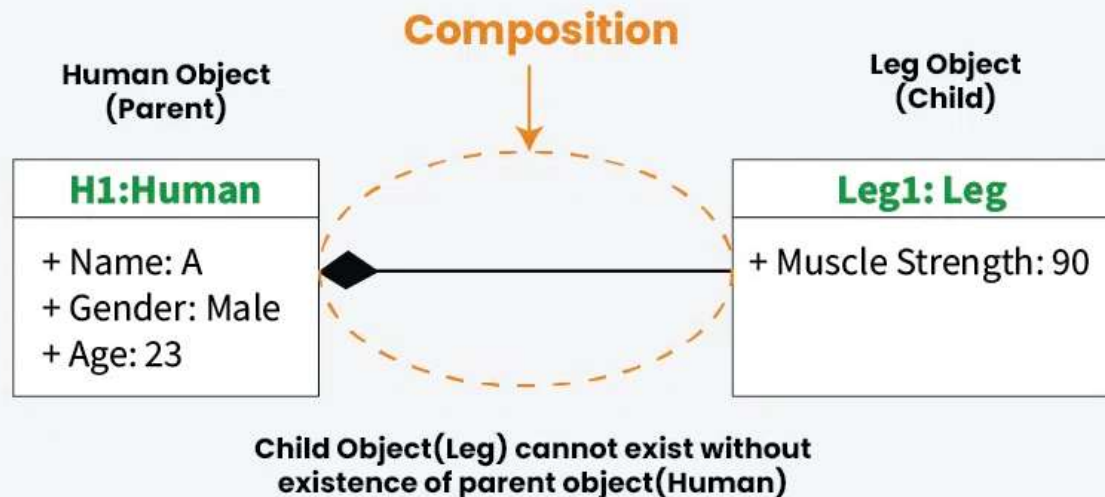 Composition
Human Object
(Parent)
Leg Object
(Child)
H1:Human
+ Name: A
+ Gender: Male
+ Age: 23
Leg1: Leg
+ Muscle Strength: 90
Child Object(Leg) cannot exist without
existence of parent object(Human)